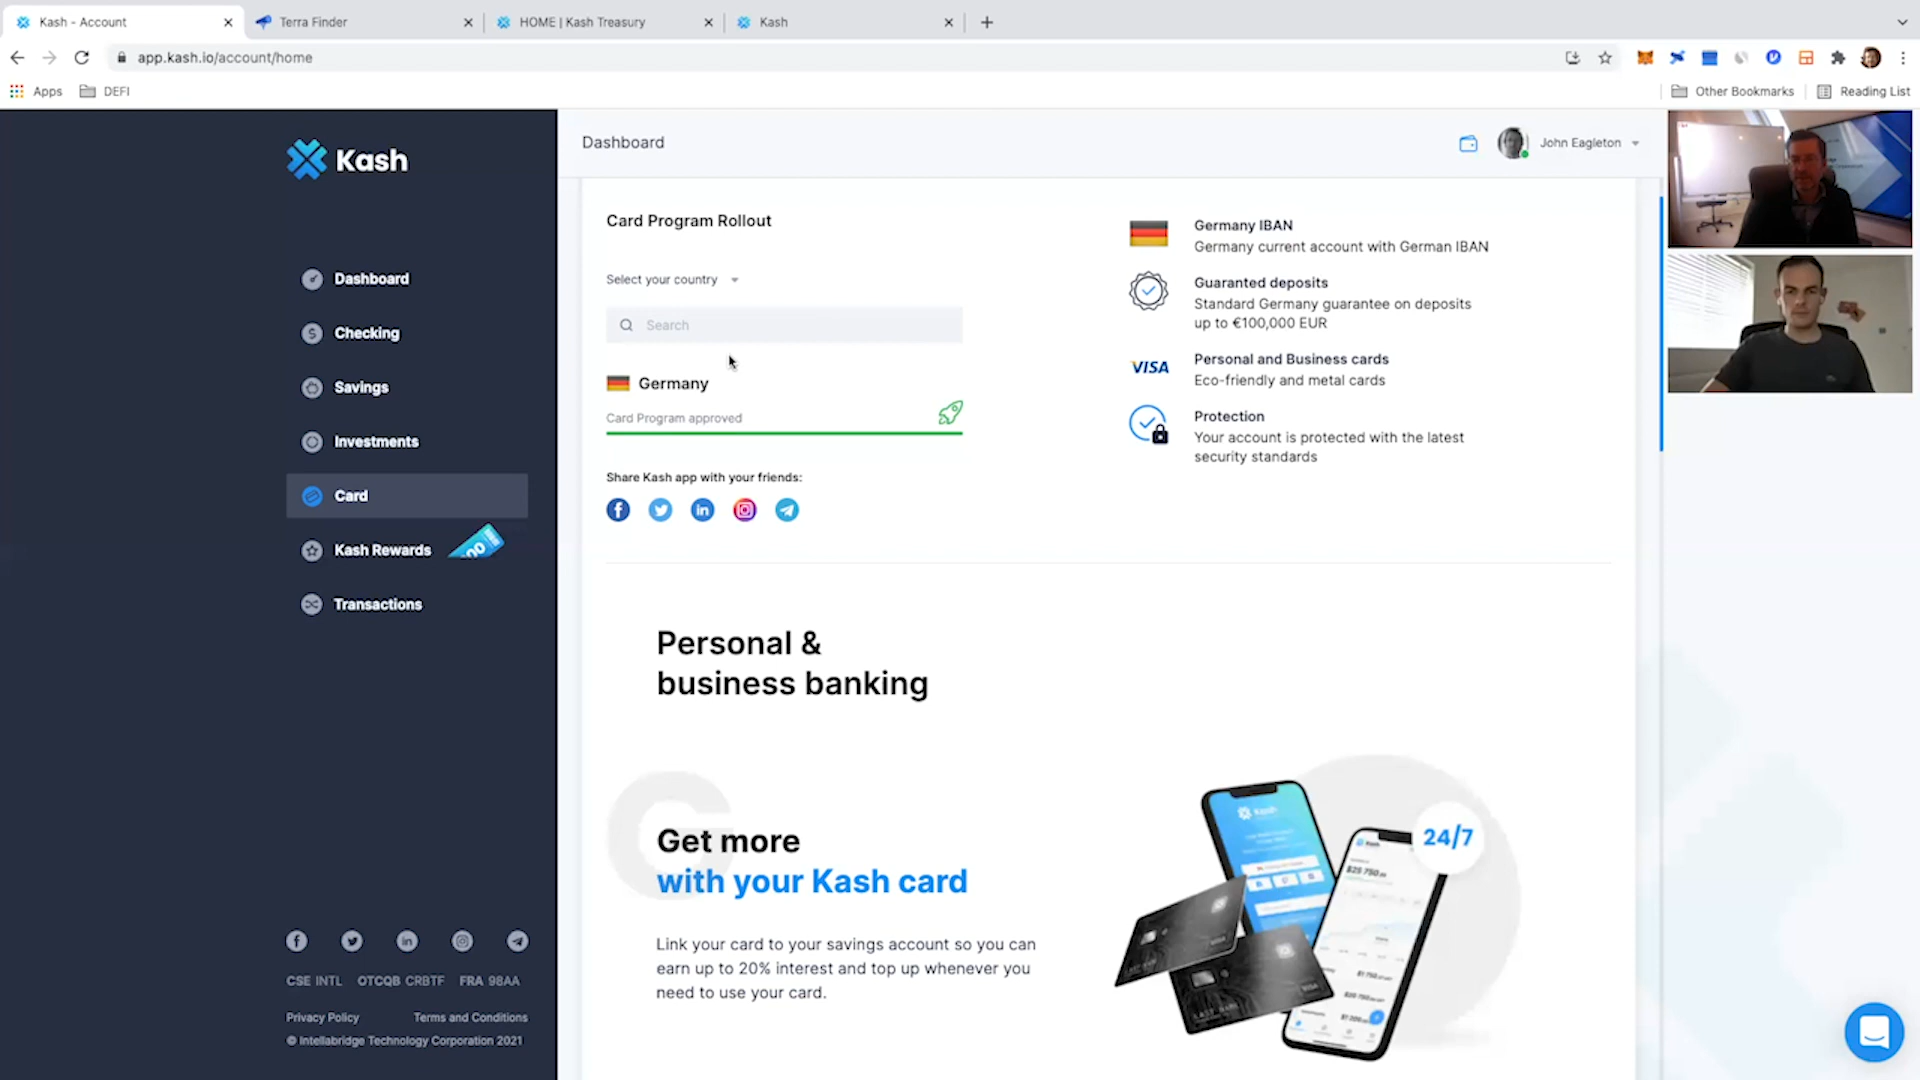 Kash - Account
Terra Finder
HOME | Kash Treasury
Kash
app.kash.io/account/home
Apps
DEFI
Other Bookmarks
Reading List
Kash
Dashboard
Checking
Savings
Investments
Card
Kash Rewards
Transactions
CSE INTL OTCQB CRBTF FRA 98AA
Privacy Policy
Terms and Conditions
© Intellabridge Technology Corporation 2021
Dashboard
John Eagleton
Card Program Rollout
Select your country
Search
Germany
Card Program approved
Share Kash app with your friends:
Germany IBAN
Germany current account with German IBAN
Guaranted deposits
Standard Germany guarantee on deposits
up to €100,000 EUR
VISA
Personal and Business cards
Eco-friendly and metal cards
Protection
Your account is protected with the latest
security standards
Personal &
business banking
Get more
with your Kash card
Link your card to your savings account so you can
earn up to 20% interest and top up whenever you
need to use your card.
24/7
Kash